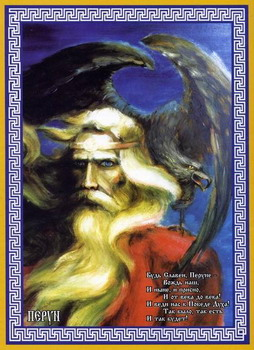 Будь Славен, Перуне
Вождь наш,
И ныне, и присно,
И от века до века!
И веди нас к Победе Духа!
Так было, так есть
И так будет!
ПЕРУН